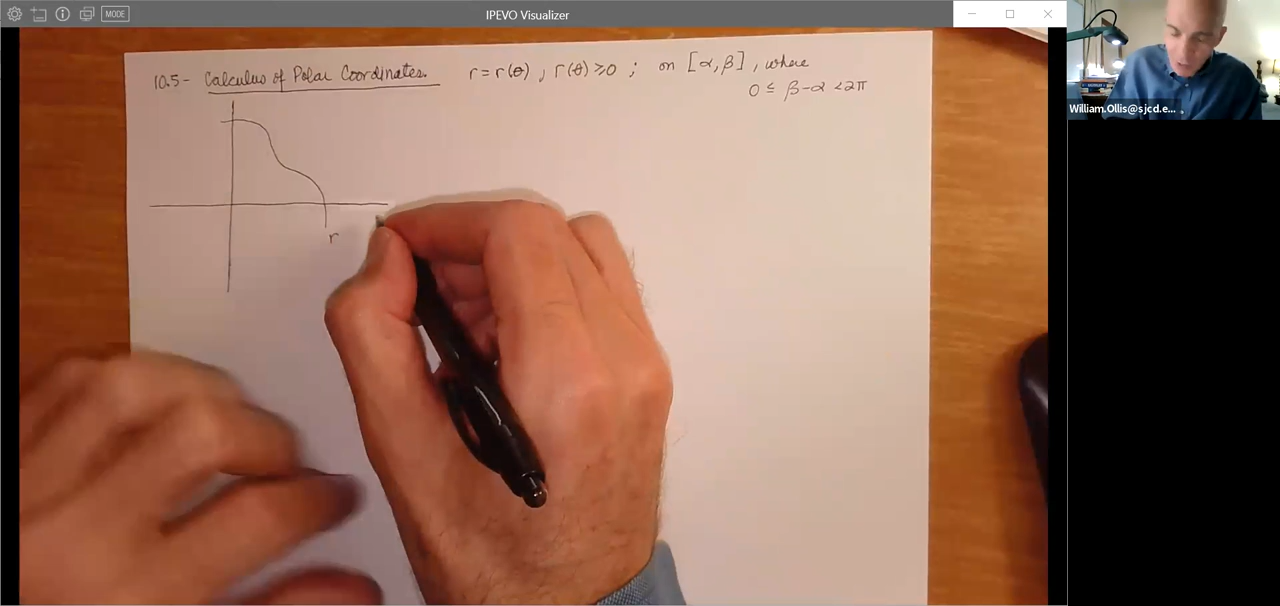 MODE
IPEVO Visualizer
William.Ollis@sjcd.e...
10.5- Calculus of Polar Coordinates. r=r(θ), r(θ)≥0; on [α,β], where
0 ≤ β-α <2π
r